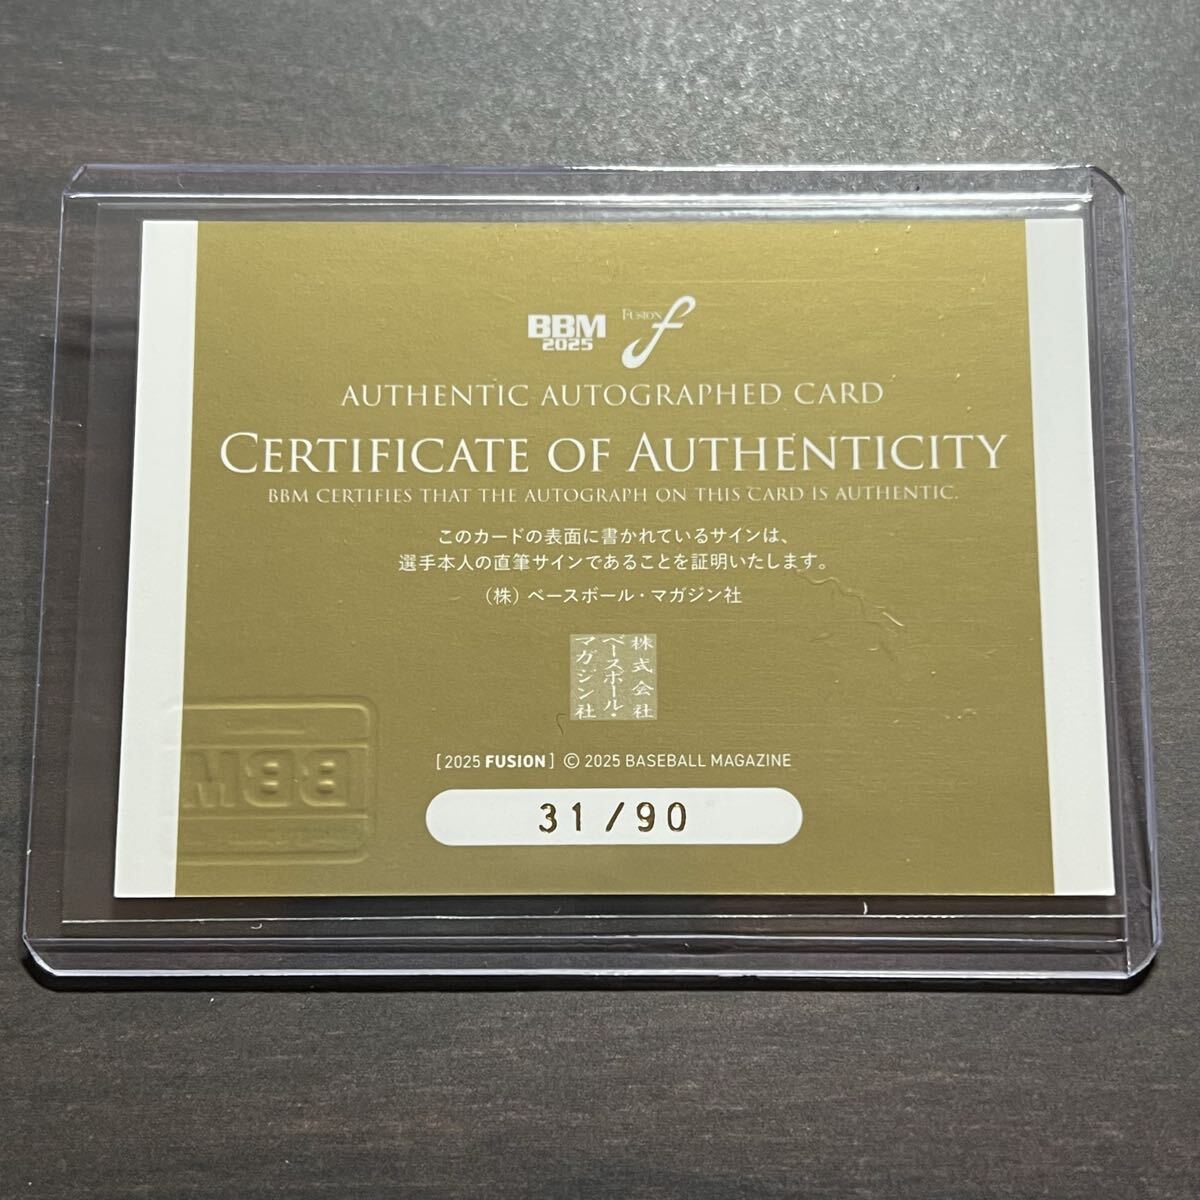 BBM
2025
FUSION f
AUTHENTIC AUTOGRAPHED CARD
CERTIFICATE OF AUTHENTICITY
BBM CERTIFIES THAT THE AUTOGRAPH ON THIS CARD IS AUTHENTIC.
このカードの表面に書かれているサインは、
選手本人の直筆サインであることを証明いたします。
（株）ベースボール・マガジン社
株式会社
ベースボール・
マガジン社
[2025 FUSION] © 2025 BASEBALL MAGAZINE
BBM
31/90